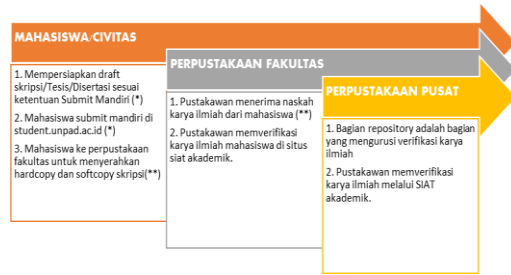 MAHASISWA/CIVITAS
1. Mempersiapkan draft
skripsi/Tesis/Disertasi sesuai
ketentuan Submit Mandiri (*)
2. Mahasiswa submit mandiri di
student.unpad.ac.id (*)
3. Mahasiswa ke perpustakaan
fakultas untuk menyerahkan
hardcopy dan softcopy skripsi(**)
PERPUSTAKAAN FAKULTAS
1. Pustakawan menerima naskah
karya ilmiah dari mahasiswa (**)
2. Pustakawan memverifikasi
karya ilmiah mahasiswa di situs
siat akademik.
PERPUSTAKAAN PUSAT
1. Bagian repository adalah bagian
yang mengurusi verifikasi karya
ilmiah
2. Pustakawan memverifikasi
karya ilmiah melalui SIAT
akademik.